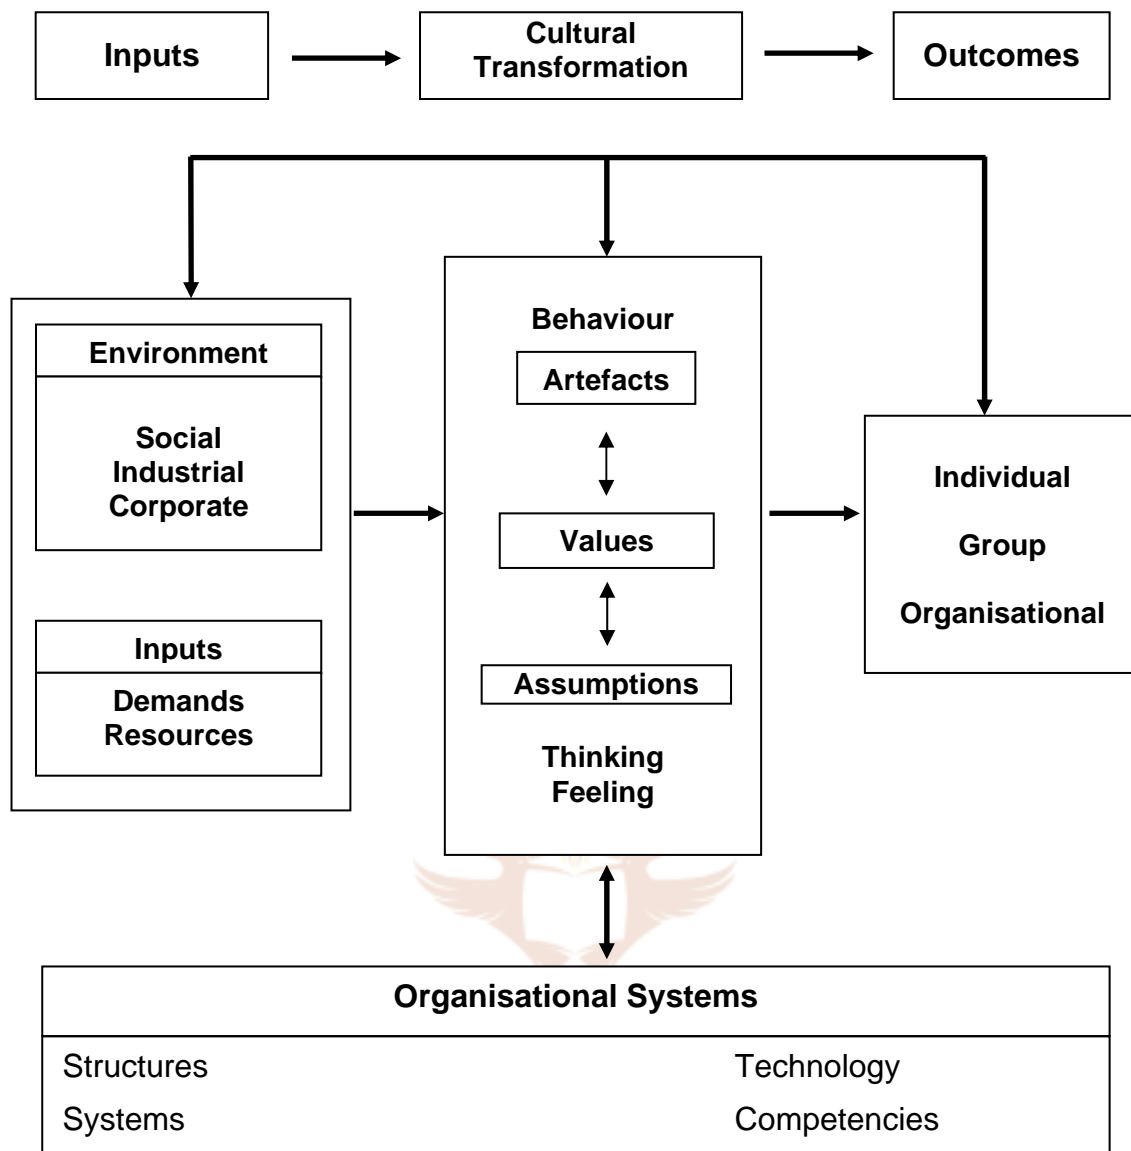 Inputs
Cultural
Transformation
Outcomes
Environment
Social
Industrial
Corporate
Inputs
Demands
Resources
Behaviour
Artefacts
Values
Assumptions
Thinking
Feeling
Individual
Group
Organisational
Organisational Systems
Structures
Technology
Systems
Competencies